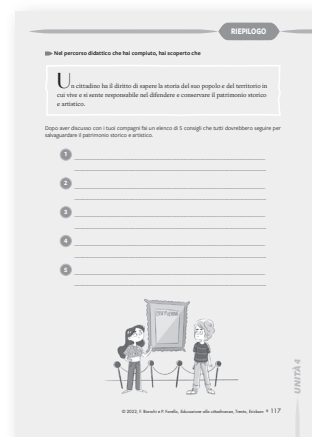 RIEPILOGO
Nel percorso didattico che hai compiuto, hai scoperto che
Un cittadino ha il diritto di sapere la storia del suo popolo e del territorio in
cui vive e si sente responsabile nel difendere e conservare il patrimonio storico
e artistico.
Dopo aver discusso con i tuoi compagni fai un elenco di 5 consigli che tutti dovrebbero seguire per
salvaguardare il patrimonio storico e artistico.
1
2
3
4
5
© 2022, F. e P. Farello, Educazione alla cittadinanza, Trento, Erickson • 117
UNITÀ 4